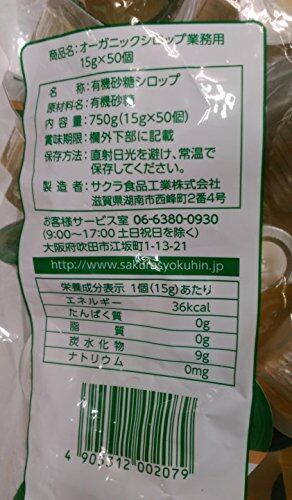 商品名:オーガニックシロップ業務用
15g×50個
名 称:有機砂糖シロップ
原材料名:有機砂糖
内 容 量:750g(15g×50個)
賞味期限:欄外下部に記載
保存方法:直射日光を避け、常温で
保存してください。
製 造 者:サクラ食品工業株式会社
滋賀県湖南市西峰町2番4号
お客様サービス室 06-6380-0930
(9:00〜17:00 土日祝日を除く)
大阪府吹田市江坂町1-13-21
http://www.sakurasyokuhin.jp
栄養成分表示 1個(15g)あたり
エネルギー 36kcal
たんぱく質 0g
脂 質 0g
炭水化物 9g
ナトリウム 0mg
4 905312 002079